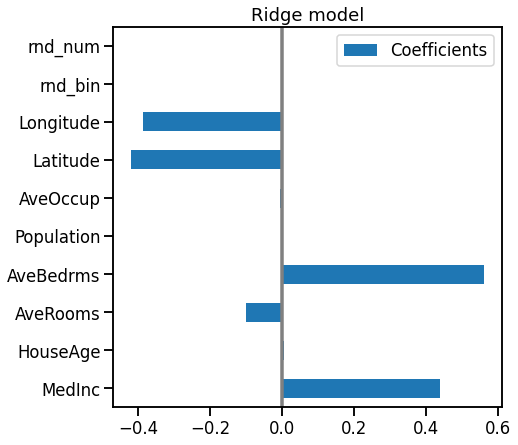 Ridge model
Coefficients
rnd_num
rnd_bin
Longitude
Latitude
AveOccup
Population
AveBedrms
AveRooms
HouseAge
MedInc
−0.4 −0.2 0.0 0.2 0.4 0.6